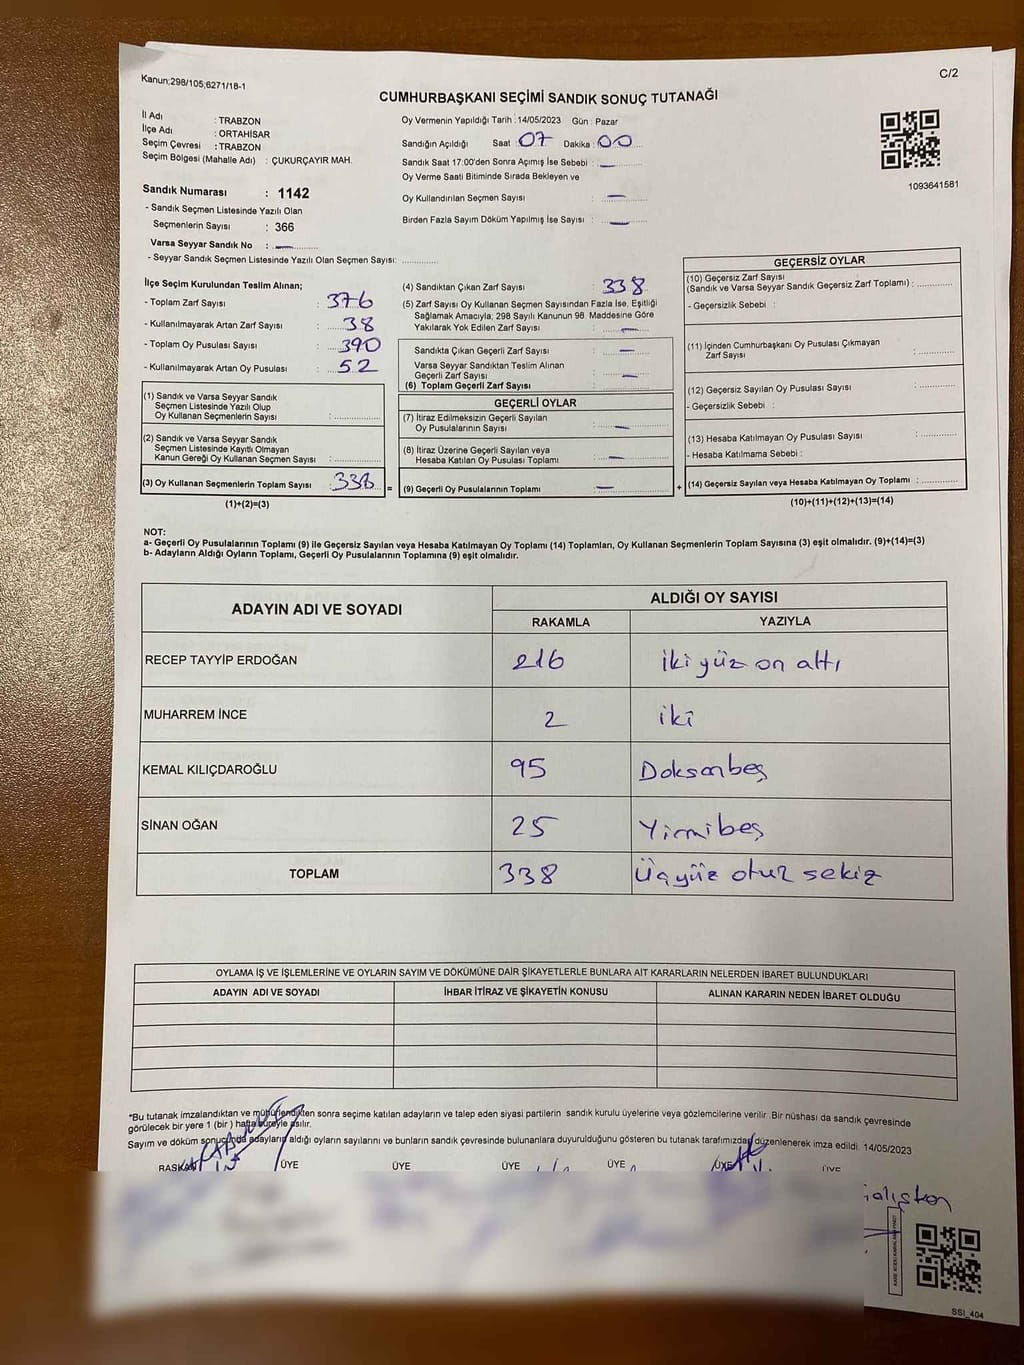 Kanun;298/105;6271/18-1
C/2
CUMHURBAŞKANI SEÇİMİ SANDIK SONUÇ TUTANAĞI
İl Adı : TRABZON
İlçe Adı : ORTAHİSAR
Seçim Çevresi : TRABZON
Seçim Bölgesi (Mahalle Adı) : ÇUKURÇAYIR MAH.
Sandık Numarası : 1142
- Sandık Seçmen Listesinde Yazılı Olan
Seçmenlerin Sayısı : 366
Varsa Seyyar Sandık No : —
- Seyyar Sandık Seçmen Listesinde Yazılı Olan Seçmen Sayısı: ............
Oy Vermenin Yapıldığı Tarih : 14/05/2023 Gün : Pazar
Sandığın Açıldığı Saat : 07 Dakika : 00
Sandık Saat 17:00'den Sonra Açımış İse Sebebi : —
Oy Verme Saati Bitiminde Sırada Bekleyen ve
Oy Kullandırılan Seçmen Sayısı : —
Birden Fazla Sayım Döküm Yapılmış İse Sayısı : —
1093641581
İlçe Seçim Kurulundan Teslim Alınan;
- Toplam Zarf Sayısı : 376
- Kullanılmayarak Artan Zarf Sayısı : 38
- Toplam Oy Pusulası Sayısı : 390
- Kullanılmayarak Artan Oy Pusulası : 52
(1) Sandık ve Varsa Seyyar Sandık
Seçmen Listesinde Yazılı Olup
Oy Kullanan Seçmenlerin Sayısı : ............
(2) Sandık ve Varsa Seyyar Sandık
Seçmen Listesinde Kayıtlı Olmayan
Kanun Gereği Oy Kullanan Seçmen Sayısı : ............
(3) Oy Kullanan Seçmenlerin Toplam Sayısı : 338 =
(1)+(2)=(3)
(4) Sandıktan Çıkan Zarf Sayısı : 338
(5) Zarf Sayısı Oy Kullanan Seçmen Sayısından Fazla İse, Eşitliği
Sağlamak Amacıyla; 298 Sayılı Kanunun 98. Maddesine Göre
Yakılarak Yok Edilen Zarf Sayısı : —
Sandıkta Çıkan Geçerli Zarf Sayısı : —
Varsa Seyyar Sandıktan Teslim Alınan
Geçerli Zarf Sayısı : —
(6) Toplam Geçerli Zarf Sayısı
GEÇERLİ OYLAR
(7) İtiraz Edilmeksizin Geçerli Sayılan
Oy Pusulalarının Sayısı : —
(8) İtiraz Üzerine Geçerli Sayılan veya
Hesaba Katılan Oy Pusulası Toplamı : —
(9) Geçerli Oy Pusulalarının Toplamı : — +
GEÇERSİZ OYLAR
(10) Geçersiz Zarf Sayısı
(Sandık ve Varsa Seyyar Sandık Geçersiz Zarf Toplamı) : ............
- Geçersizlik Sebebi :
(11) İçinden Cumhurbaşkanı Oy Pusulası Çıkmayan
Zarf Sayısı : ............
(12) Geçersiz Sayılan Oy Pusulası Sayısı : ............
- Geçersizlik Sebebi :
(13) Hesaba Katılmayan Oy Pusulası Sayısı : ............
- Hesaba Katılmama Sebebi :
(14) Geçersiz Sayılan veya Hesaba Katılmayan Oy Toplamı : ............
(10)+(11)+(12)+(13)=(14)
NOT:
a- Geçerli Oy Pusulalarının Toplamı (9) ile Geçersiz Sayılan veya Hesaba Katılmayan Oy Toplamı (14) Toplamları, Oy Kullanan Seçmenlerin Toplam Sayısına (3) eşit olmalıdır. (9)+(14)=(3)
b- Adayların Aldığı Oyların Toplamı, Geçerli Oy Pusulalarının Toplamına (9) eşit olmalıdır.
ADAYIN ADI VE SOYADI ALDIĞI OY SAYISI
RAKAMLA YAZIYLA
RECEP TAYYİP ERDOĞAN 216 iki yüz on altı
MUHARREM İNCE 2 iki
KEMAL KILIÇDAROĞLU 95 Doksanbeş
SİNAN OĞAN 25 Yirmibeş
TOPLAM 338 Üçyüz otuz sekiz
OYLAMA İŞ VE İŞLEMLERİNE VE OYLARIN SAYIM VE DÖKÜMÜNE DAİR ŞİKAYETLERLE BUNLARA AİT KARARLARIN NELERDEN İBARET BULUNDUKLARI
ADAYIN ADI VE SOYADI İHBAR İTİRAZ VE ŞİKAYETİN KONUSU ALINAN KARARIN NEDEN İBARET OLDUĞU
*Bu tutanak imzalandıktan ve mühürlendikten sonra seçime katılan adayların ve talep eden siyasi partilerin sandık kurulu üyelerine veya gözlemcilerine verilir. Bir nüshası da sandık çevresinde
görülecek bir yere 1 (bir ) hafta süreyle asılır.
Sayım ve döküm sonucunda adayların aldığı oyların sayılarını ve bunların sandık çevresinde bulunanlara duyurulduğunu gösteren bu tutanak tarafımızdan düzenlenerek imza edildi. 14/05/2023
BAŞKAN ÜYE ÜYE ÜYE ÜYE ÜYE ÜYE
SSI_404